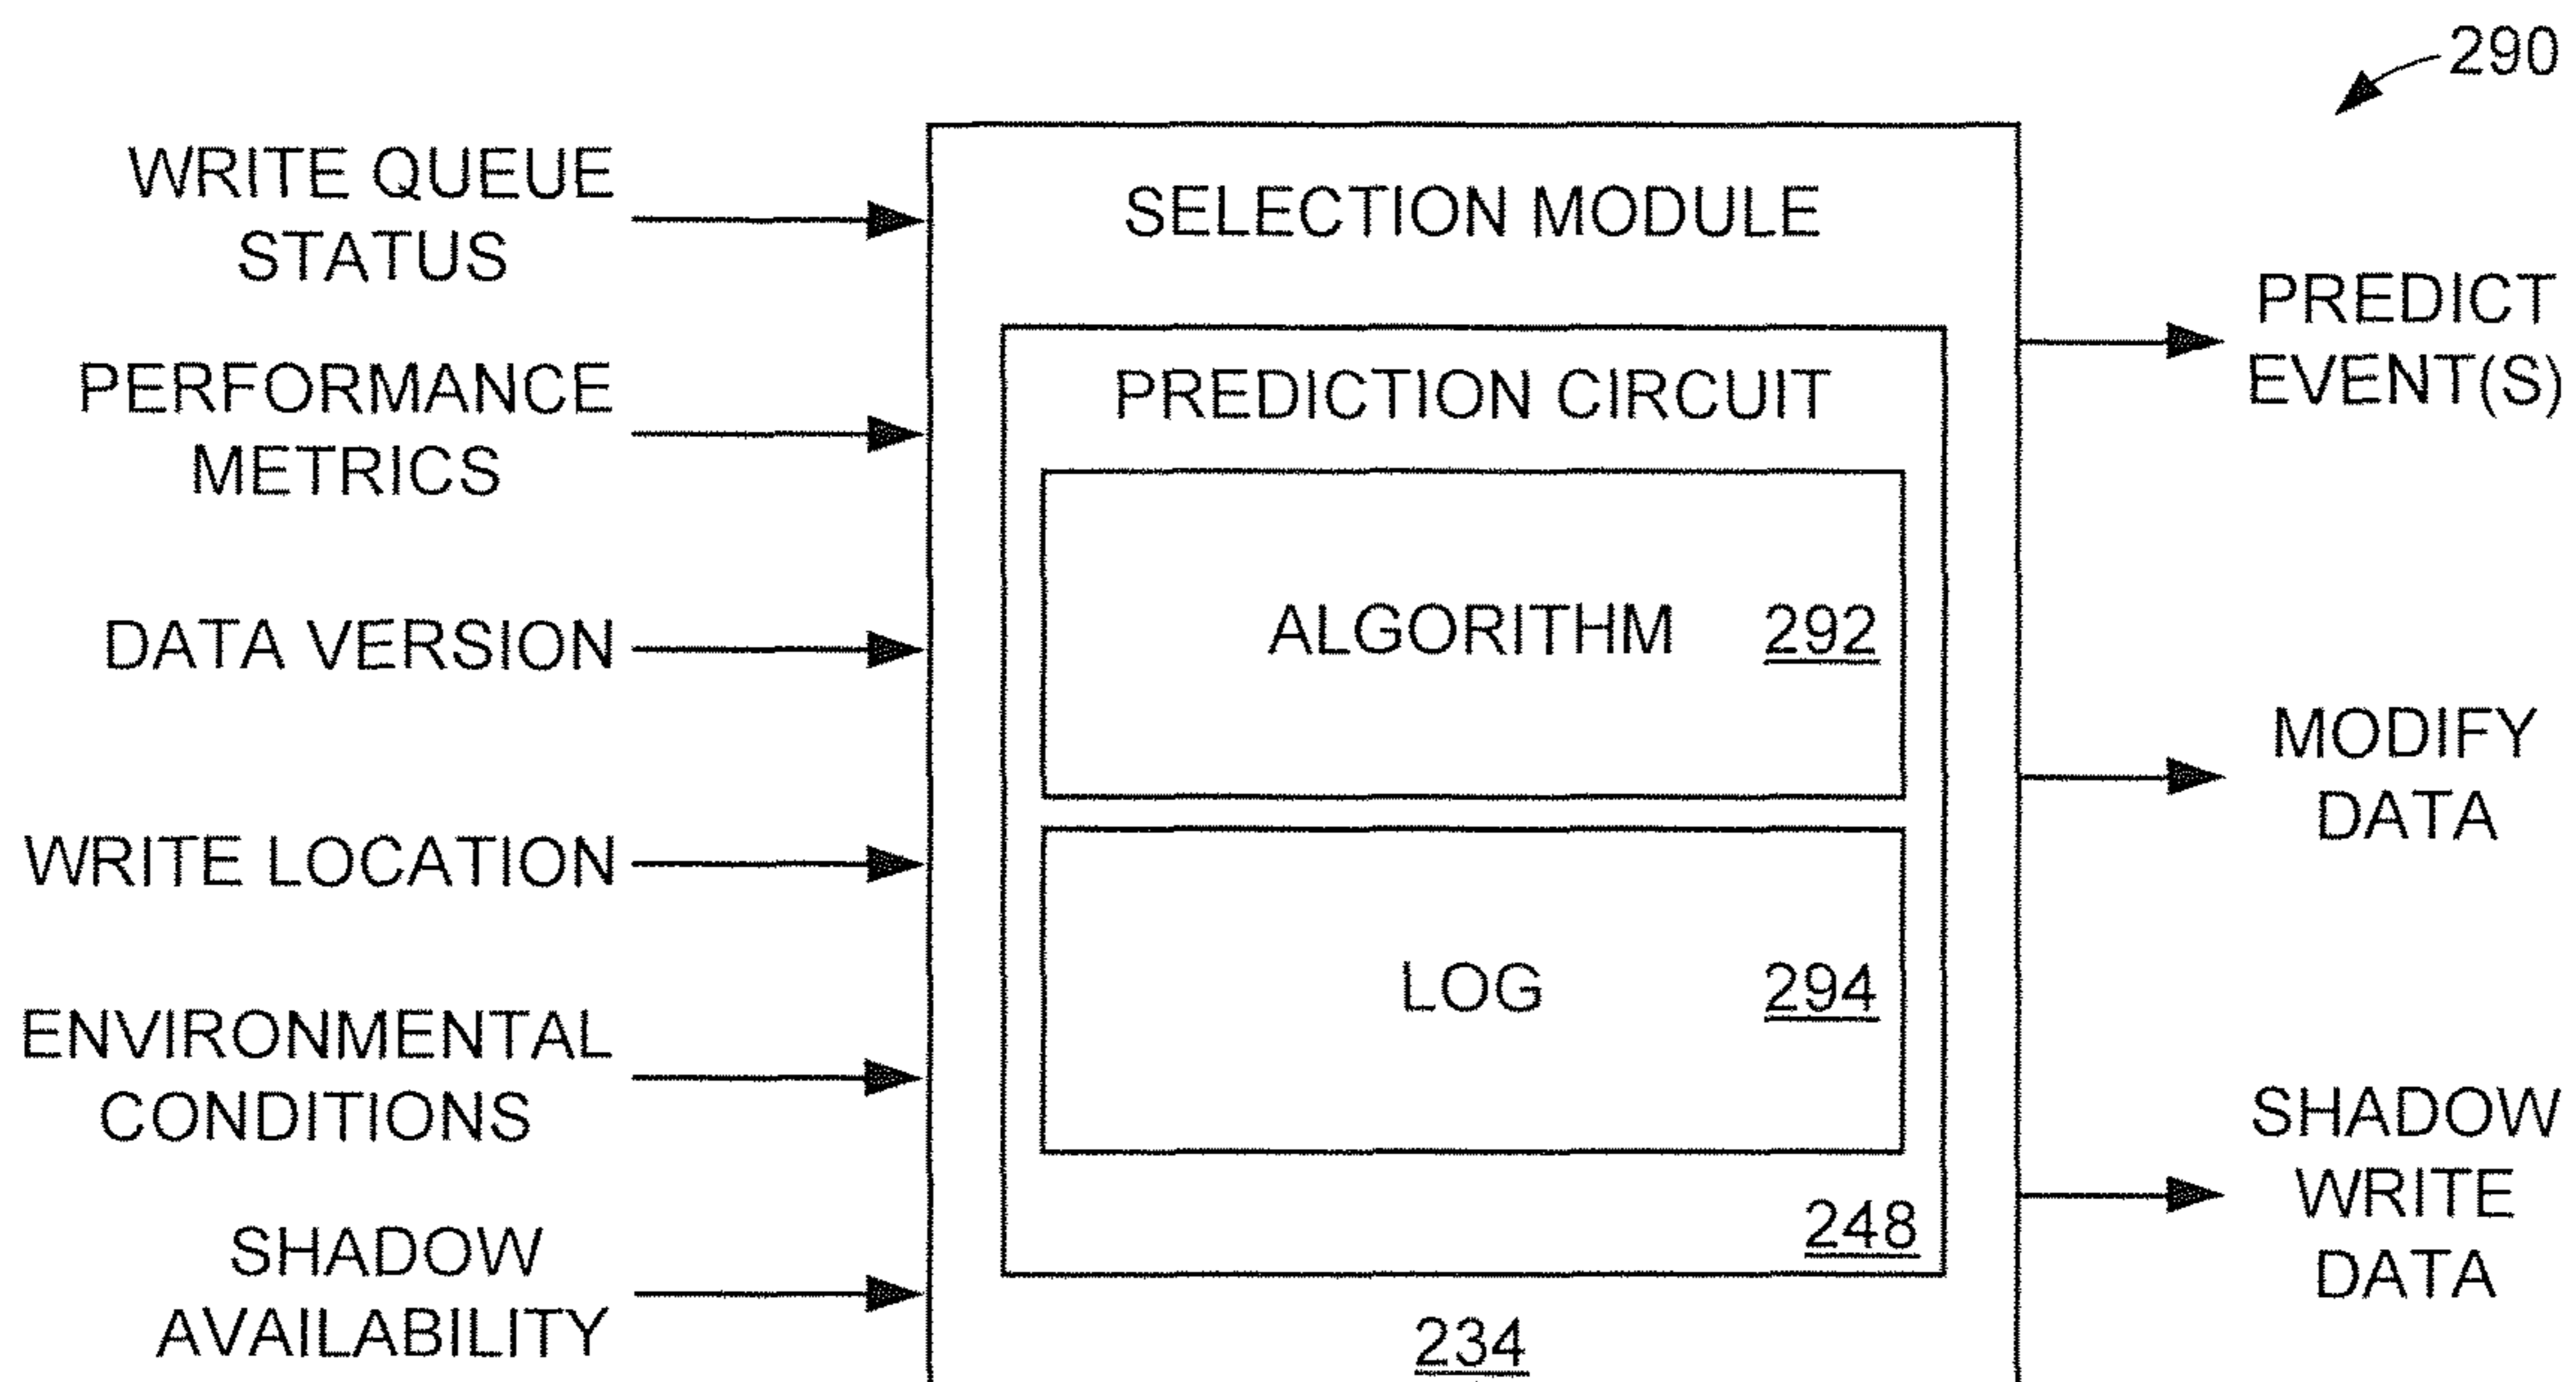 290
WRITE QUEUE
STATUS
PERFORMANCE
METRICS
DATA VERSION
WRITE LOCATION
ENVIRONMENTAL
CONDITIONS
SHADOW
AVAILABILITY
SELECTION MODULE
PREDICTION CIRCUIT
ALGORITHM 292
LOG 294
248
234
PREDICT
EVENT(S)
MODIFY
DATA
SHADOW
WRITE
DATA